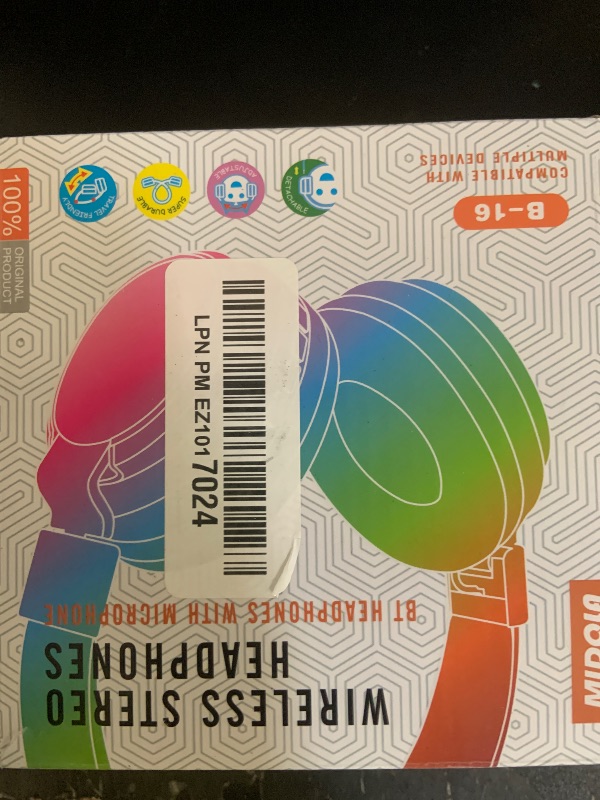 WIRELESS STEREO
HEADPHONES
BT HEADPHONES WITH MICROPHONE
LPN PM EZ1017024
B-16
COMPATIBLE WITH
MULTIPLE DEVICES
DETACHABLE
ADJUSTABLE
SUPER DURABLE
TRAVEL FRIENDLY
100%
ORIGINAL
PRODUCT